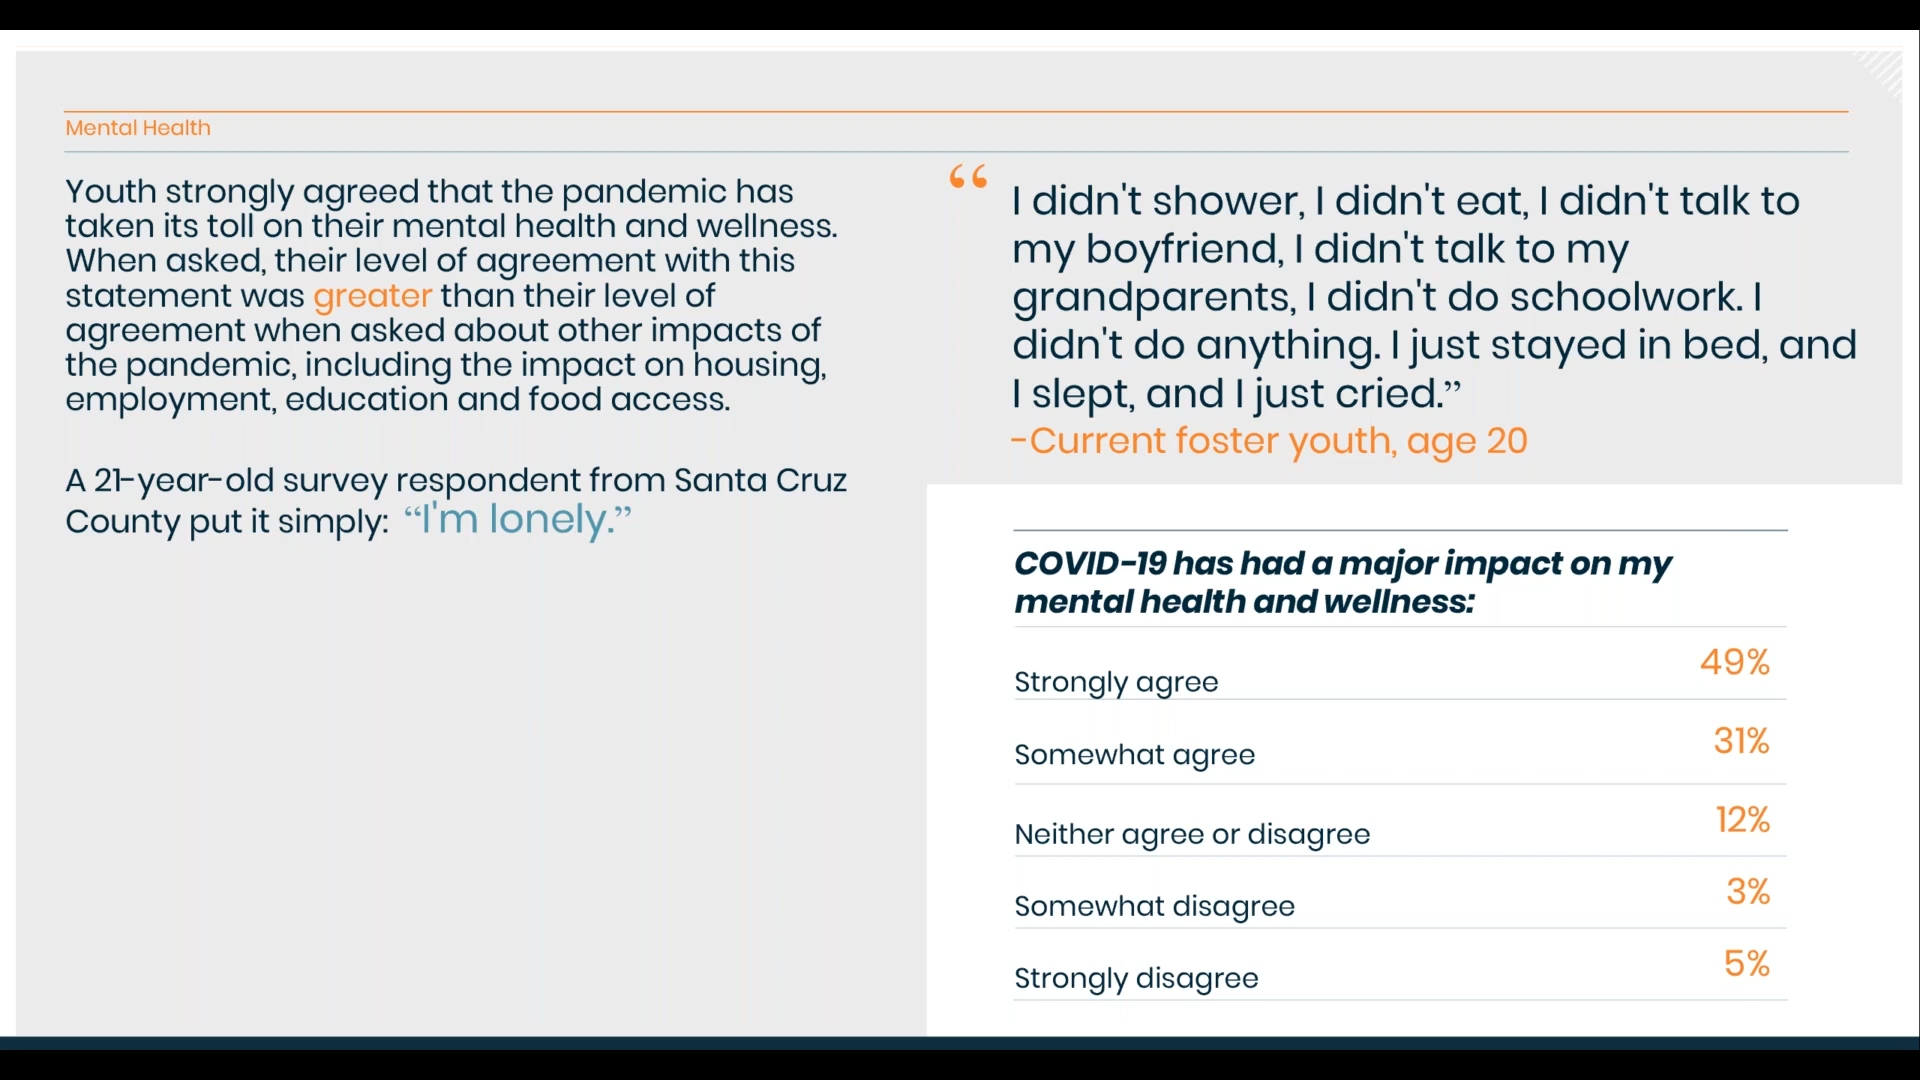 Mental Health
Youth strongly agreed that the pandemic has
taken its toll on their mental health and wellness.
When asked, their level of agreement with this
statement was greater than their level of
agreement when asked about other impacts of
the pandemic, including the impact on housing,
employment, education and food access.
A 21-year-old survey respondent from Santa Cruz
County put it simply: “I'm lonely.”
“I didn't shower, I didn't eat, I didn't talk to
my boyfriend, I didn't talk to my
grandparents, I didn't do schoolwork. I
didn't do anything. I just stayed in bed, and
I slept, and I just cried.”
-Current foster youth, age 20
COVID-19 has had a major impact on my
mental health and wellness:
Strongly agree 49%
Somewhat agree 31%
Neither agree or disagree 12%
Somewhat disagree 3%
Strongly disagree 5%